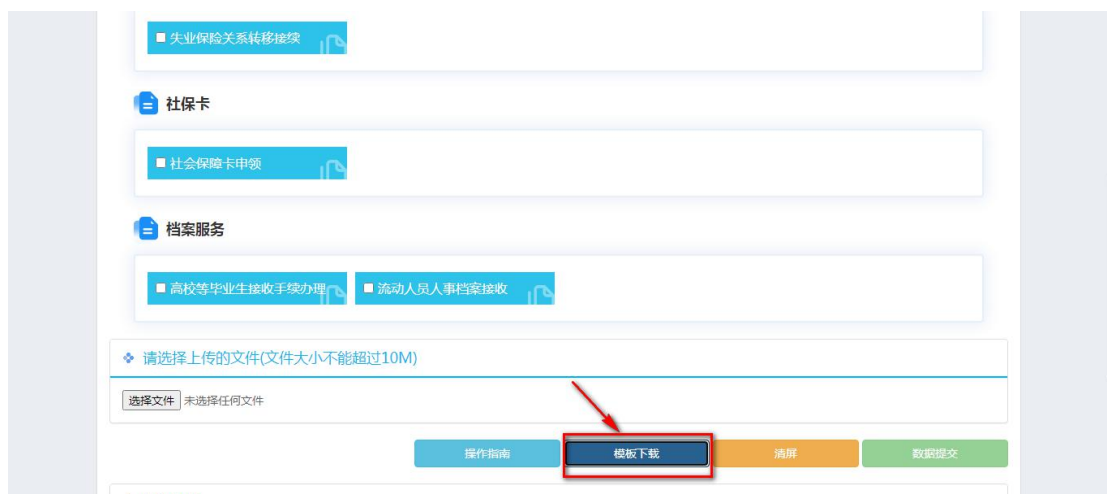 失业保险关系转移接续
社保卡
社会保障卡申领
档案服务
高校等毕业生接收手续办理 流动人员人事档案接收
请选择上传的文件(文件大小不能超过10M)
选择文件 未选择任何文件
操作指南 模板下载 清屏 数据提交